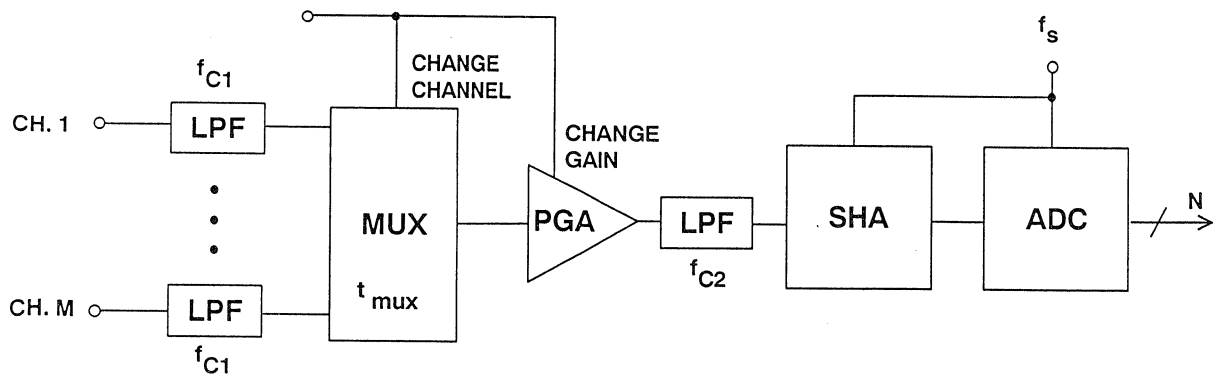 f_S
f_C1
CHANGE
CHANNEL
CH. 1
LPF
CHANGE
GAIN
MUX
PGA
LPF
SHA
ADC
N
f_C2
t_mux
CH. M
LPF
f_C1